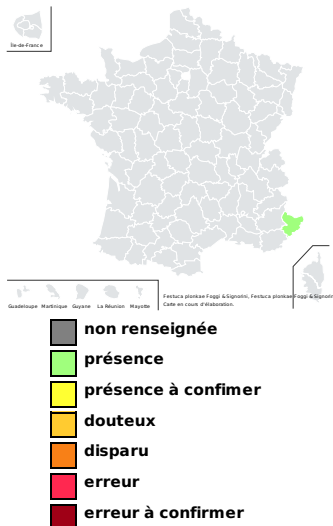 Île-de-France
Guadeloupe Martinique Guyane La Réunion Mayotte
Festuca plonkae Foggi & Signorini, Festuca plonkae Foggi & Signorini
Carte en cours d'élaboration.
non renseignée
présence
présence à confimer
douteux
disparu
erreur
erreur à confirmer